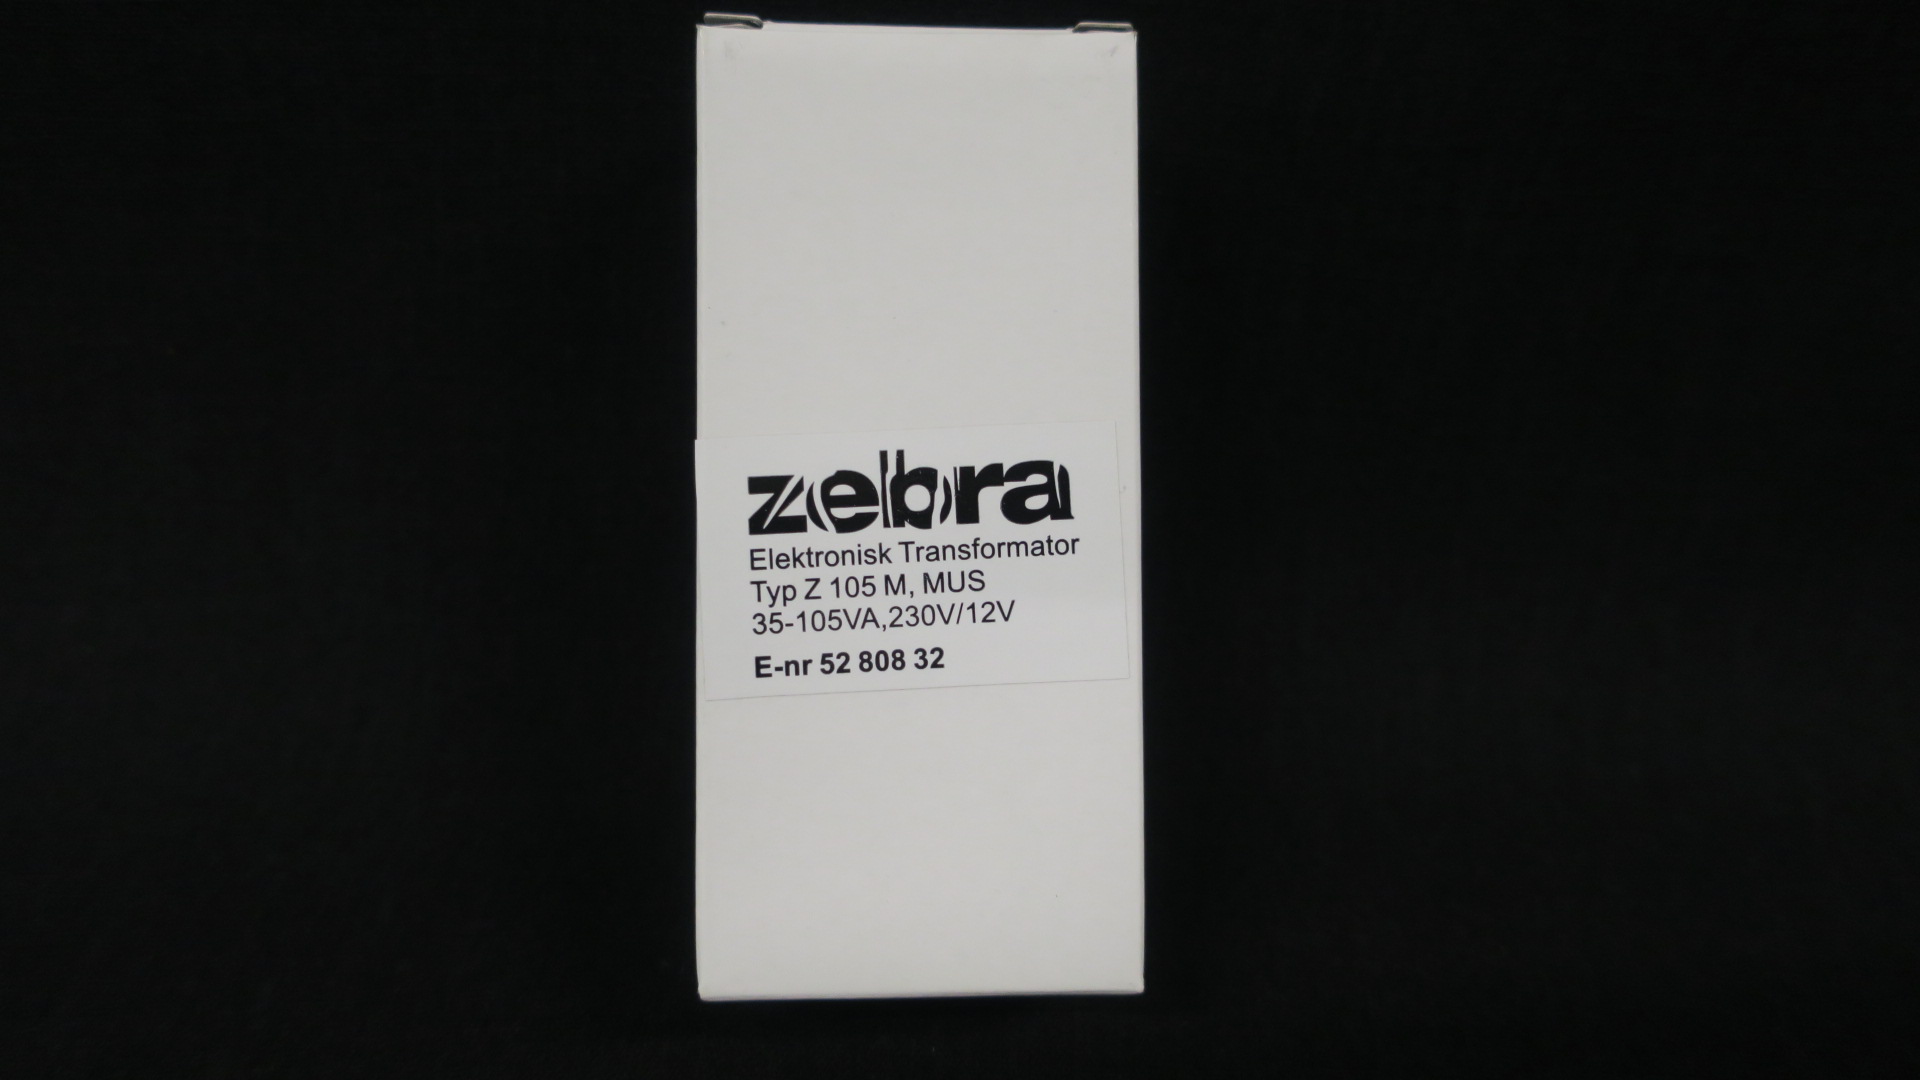 zebra
Elektronisk Transformator
Typ Z 105 M, MUS
35-105VA,230V/12V
E-nr 52 808 32